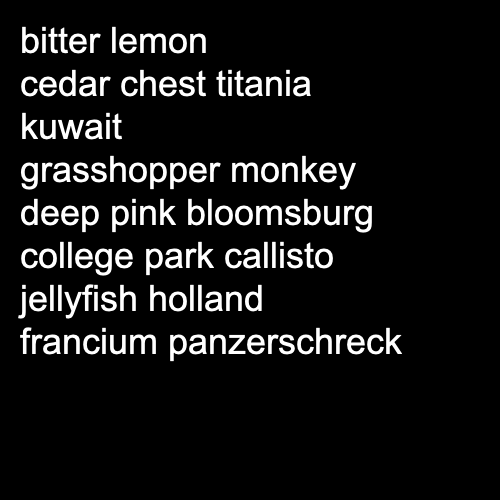 bitter lemon
cedar chest titania
kuwait
grasshopper monkey
deep pink bloomsburg
college park callisto
jellyfish holland
francium panzerschreck